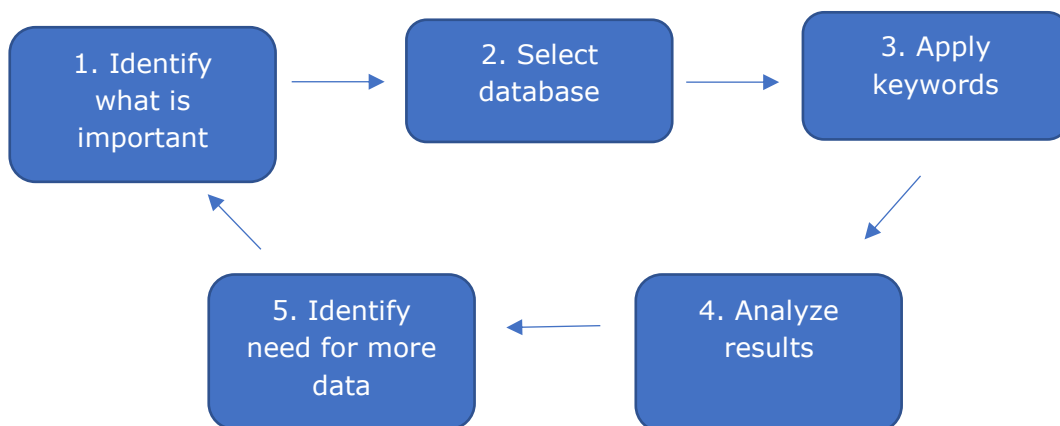 1. Identify
what is
important
2. Select
database
3. Apply
keywords
4. Analyze
results
5. Identify
need for more
data